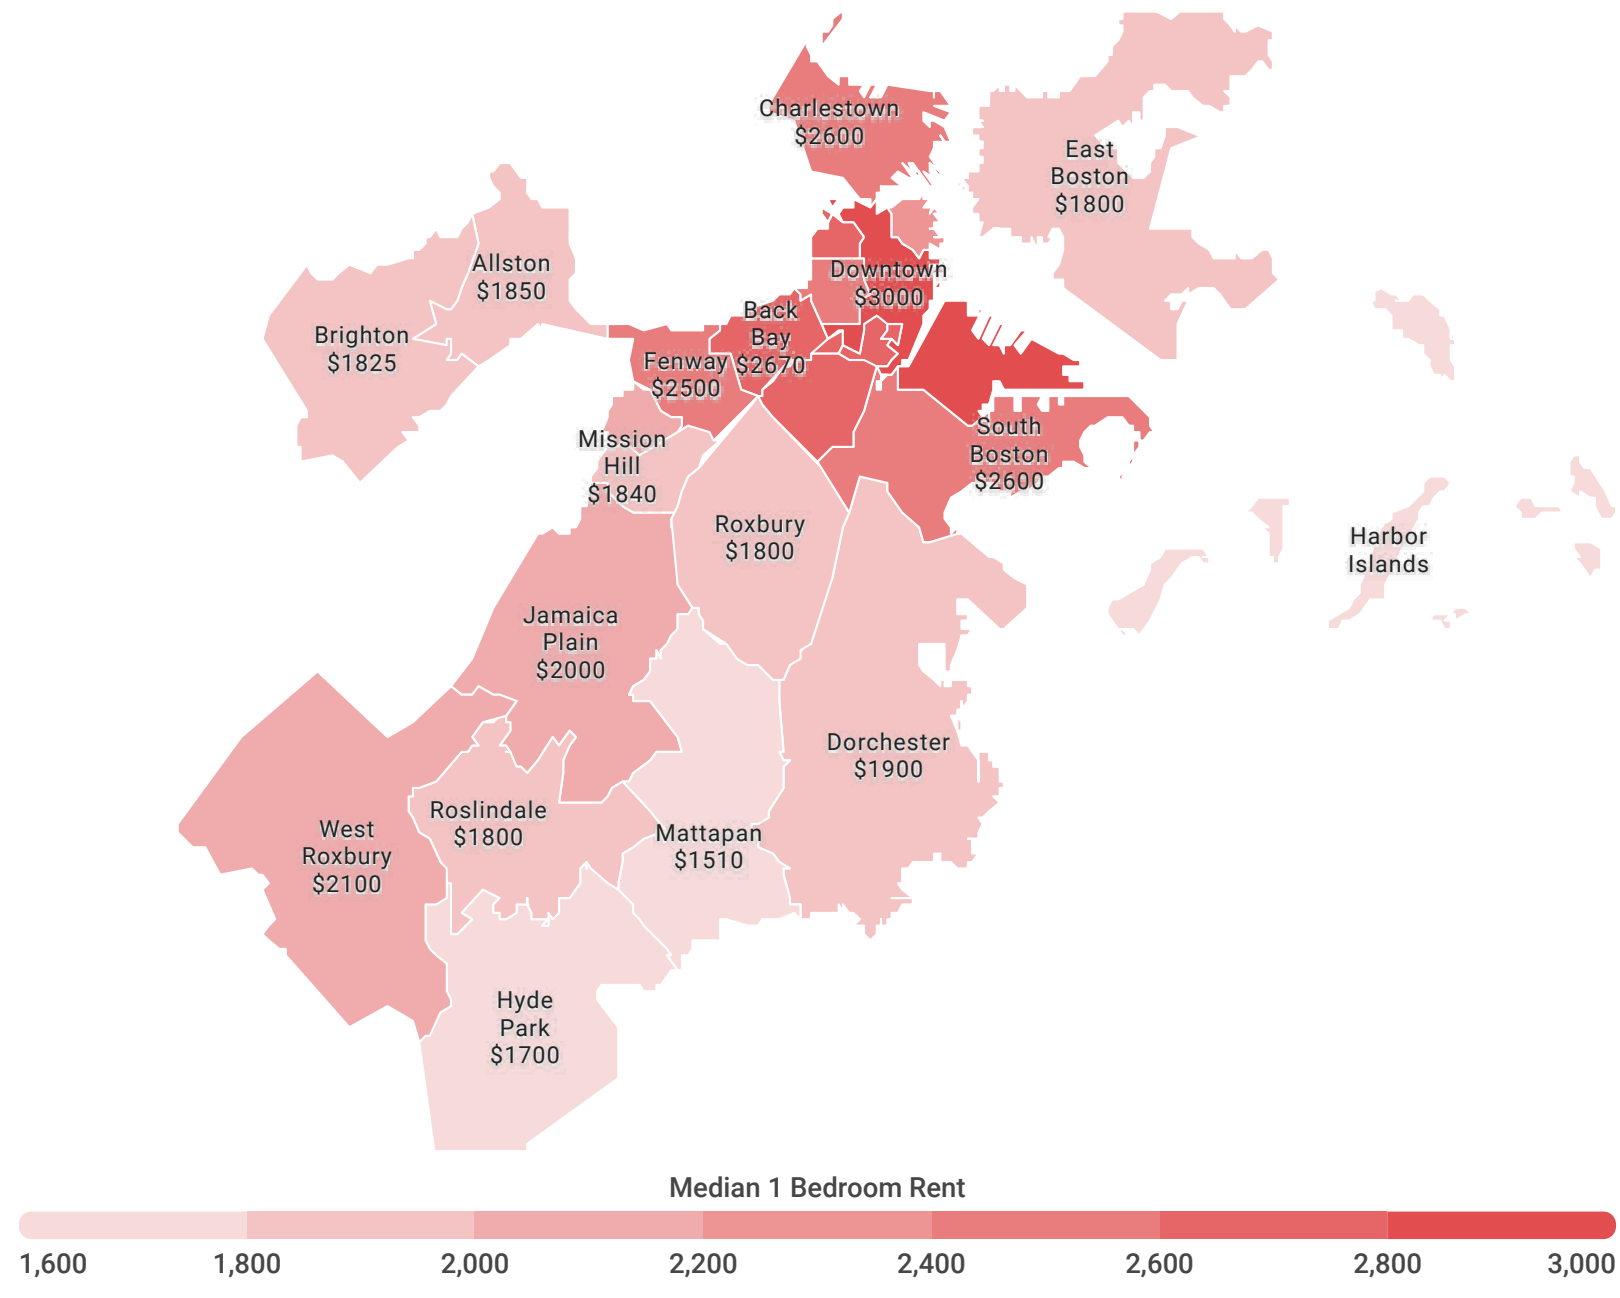 Charlestown
$2600
East
Boston
$1800
Allston
$1850
Downtown
$3000
Brighton
$1825
Back
Bay
$2670
Fenway
$2500
South
Boston
$2600
Mission
Hill
$1840
Roxbury
$1800
Harbor
Islands
Jamaica
Plain
$2000
Dorchester
$1900
Roslindale
$1800
West
Roxbury
$2100
Mattapan
$1510
Hyde
Park
$1700
Median 1 Bedroom Rent
1,600 1,800 2,000 2,200 2,400 2,600 2,800 3,000